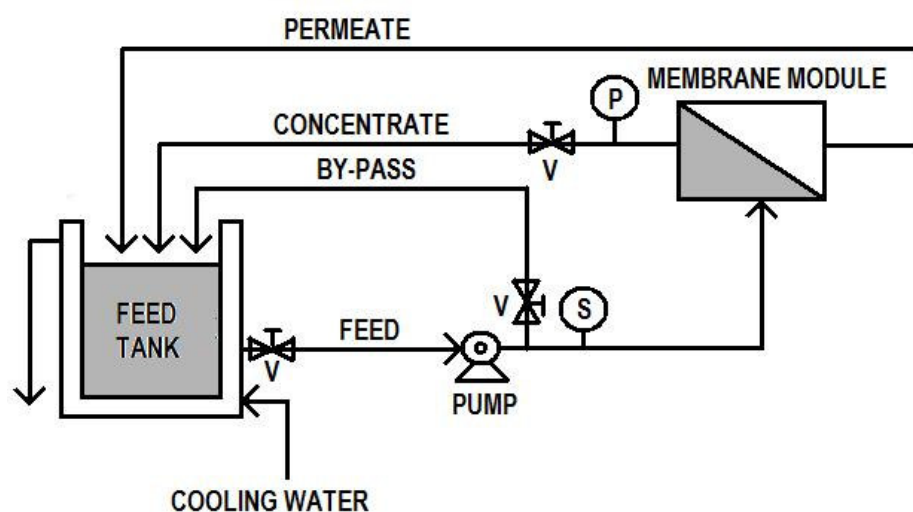 PERMEATE
MEMBRANE MODULE
P
CONCENTRATE
V
BY-PASS
FEED
TANK
V
S
FEED
V
PUMP
COOLING WATER